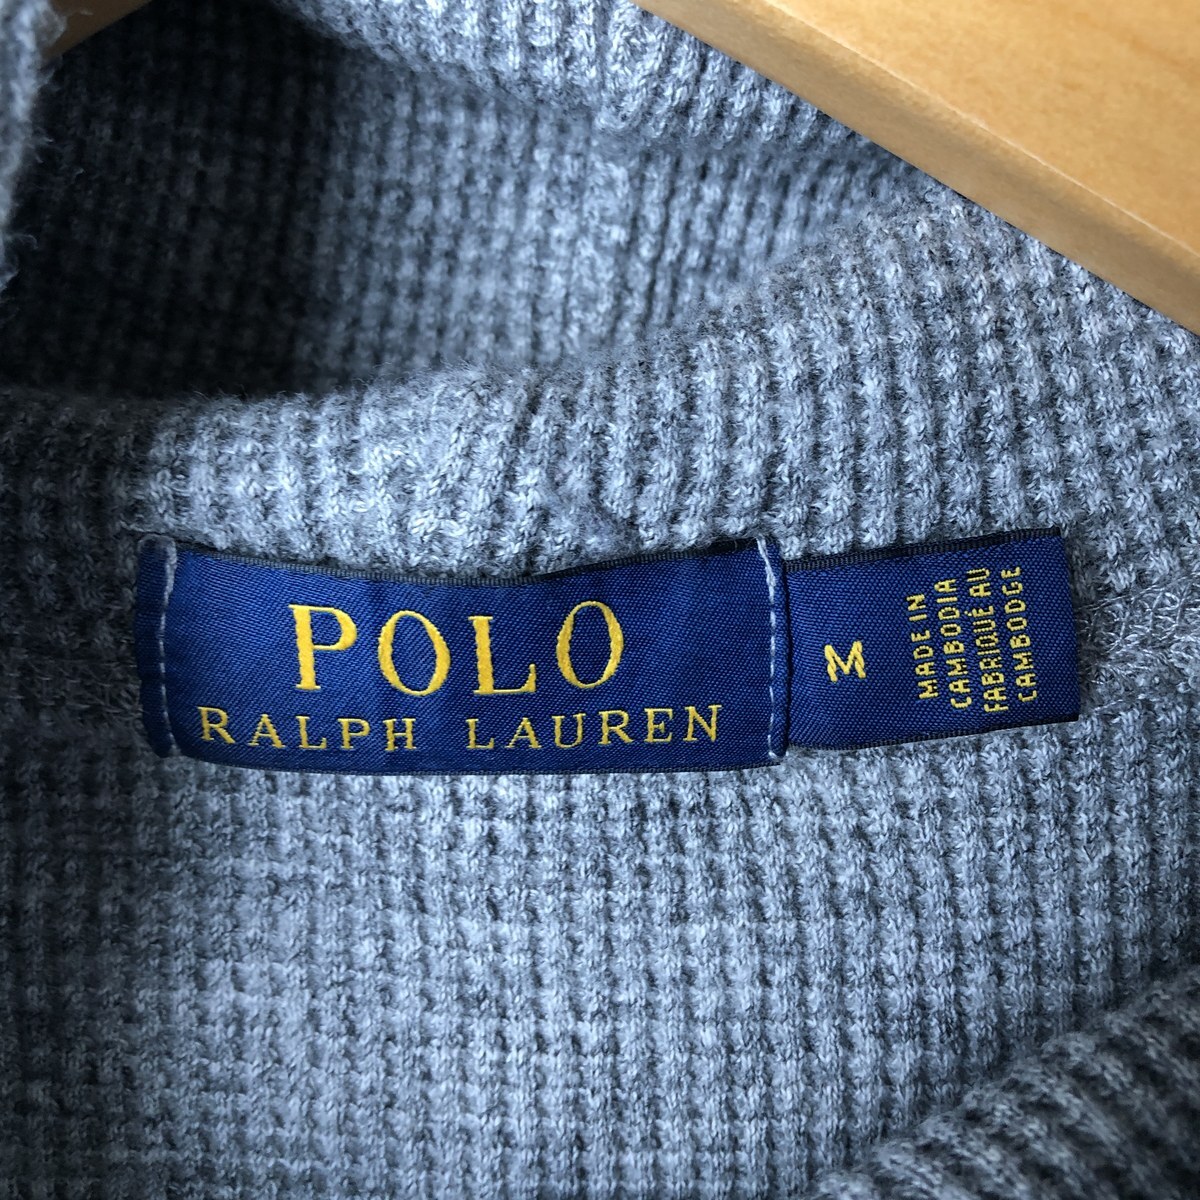 POLO
RALPH LAUREN
M
MADE IN
CAMBODIA
FABRIQUÉ AU
CAMBODGE